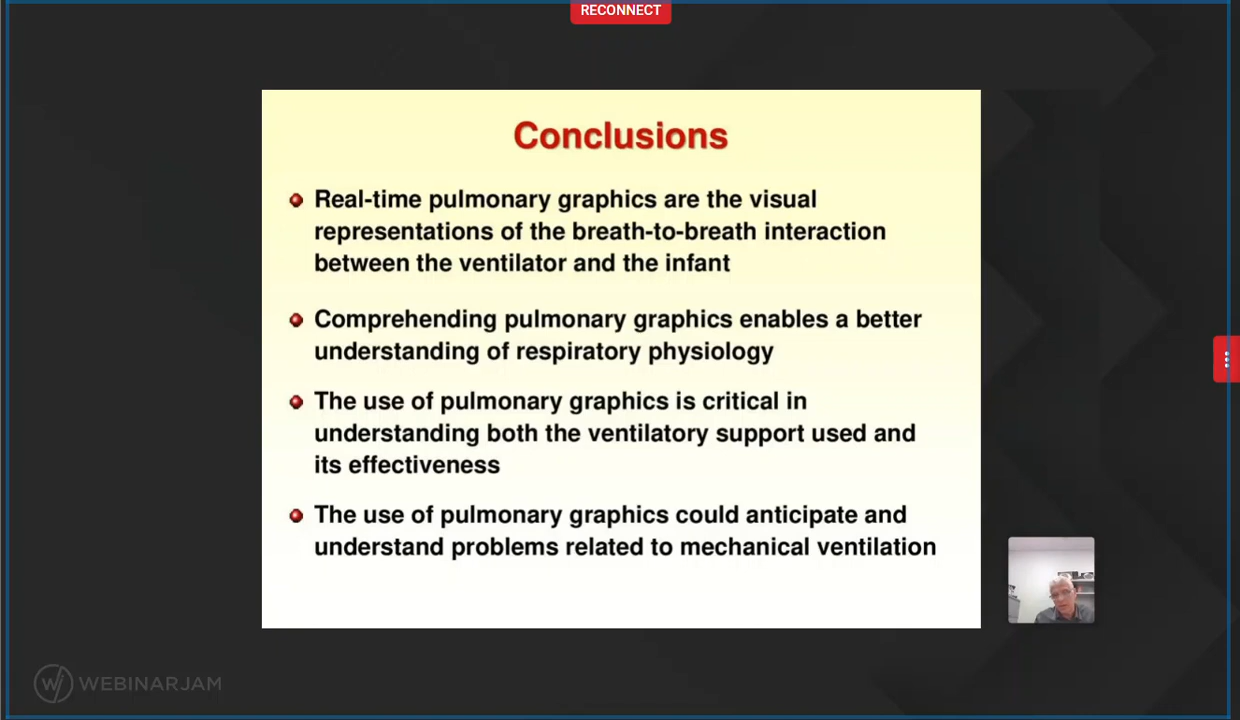 RECONNECT
Conclusions
Real-time pulmonary graphics are the visual
representations of the breath-to-breath interaction
between the ventilator and the infant
Comprehending pulmonary graphics enables a better
understanding of respiratory physiology
The use of pulmonary graphics is critical in
understanding both the ventilatory support used and
its effectiveness
The use of pulmonary graphics could anticipate and
understand problems related to mechanical ventilation
WEBINARJAM